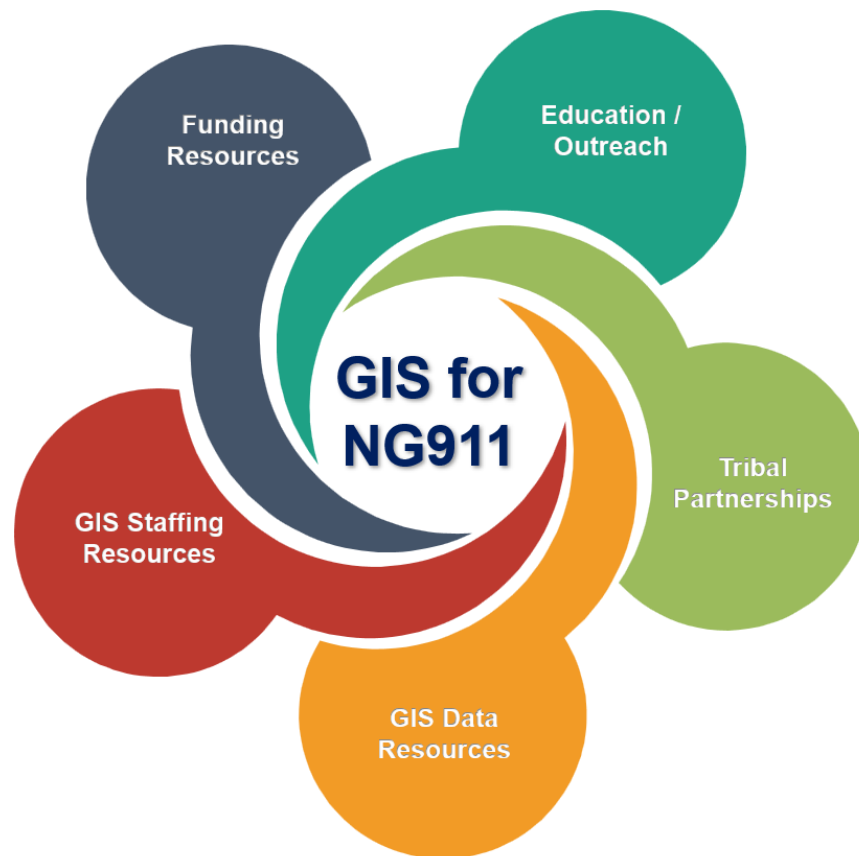 Funding
Resources
Education /
Outreach
GIS for
NG911
Tribal
Partnerships
GIS Staffing
Resources
GIS Data
Resources